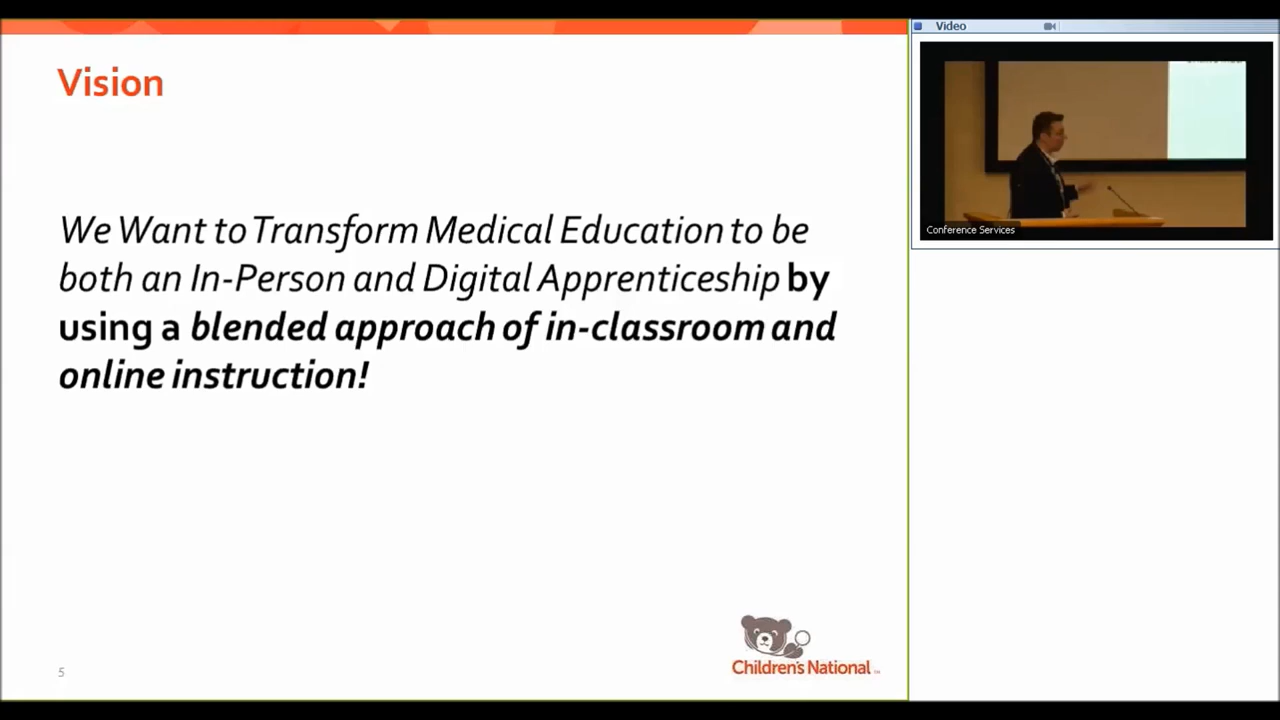 Vision
We Want to Transform Medical Education to be
both an In-Person and Digital Apprenticeship by
using a blended approach of in-classroom and
online instruction!
5
Children's National™
Video
Conference Services